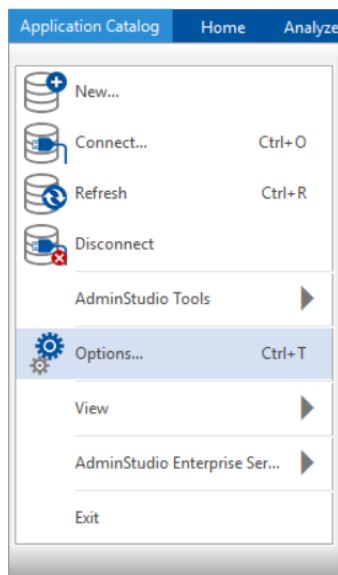 Application Catalog Home Analyze
New...
Connect... Ctrl+O
Refresh Ctrl+R
Disconnect
AdminStudio Tools
Options... Ctrl+T
View
AdminStudio Enterprise Ser...
Exit